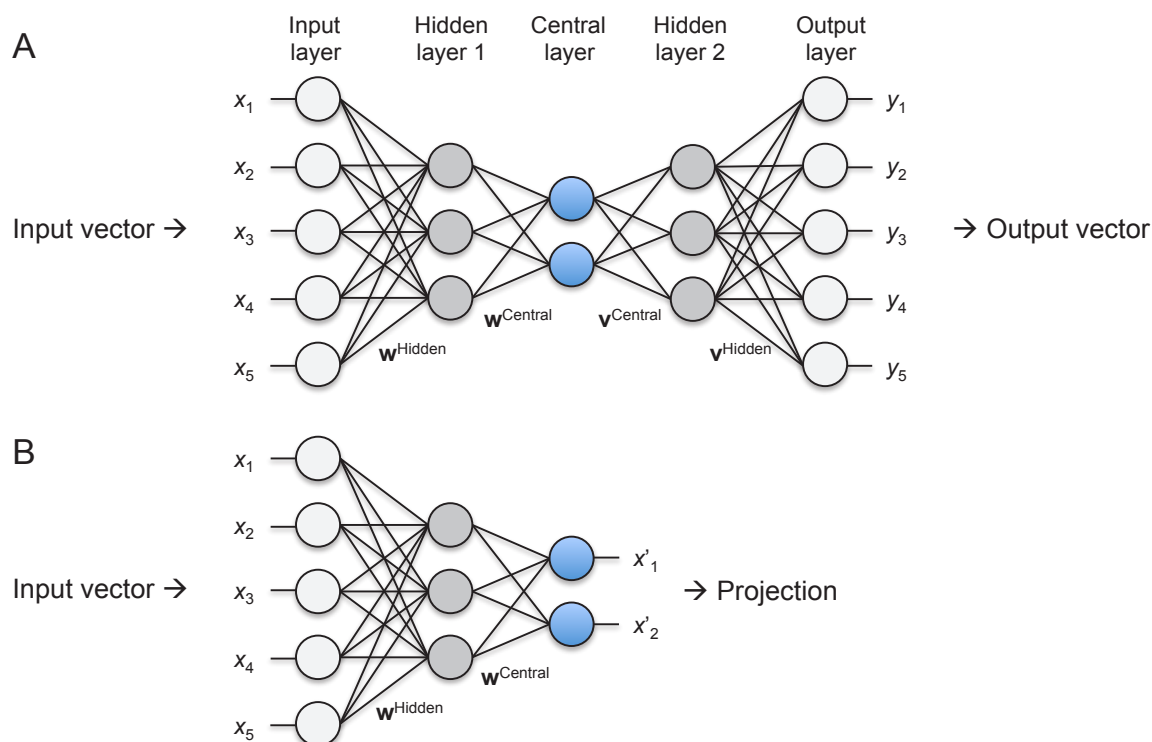 A
Input
layer
Hidden
layer 1
Central
layer
Hidden
layer 2
Output
layer
x1
x2
x3
x4
x5
Input vector →
wHidden
wCentral
vCentral
vHidden
y1
y2
y3
y4
y5
→ Output vector
B
x1
x2
x3
x4
x5
Input vector →
wHidden
wCentral
x'1
x'2
→ Projection